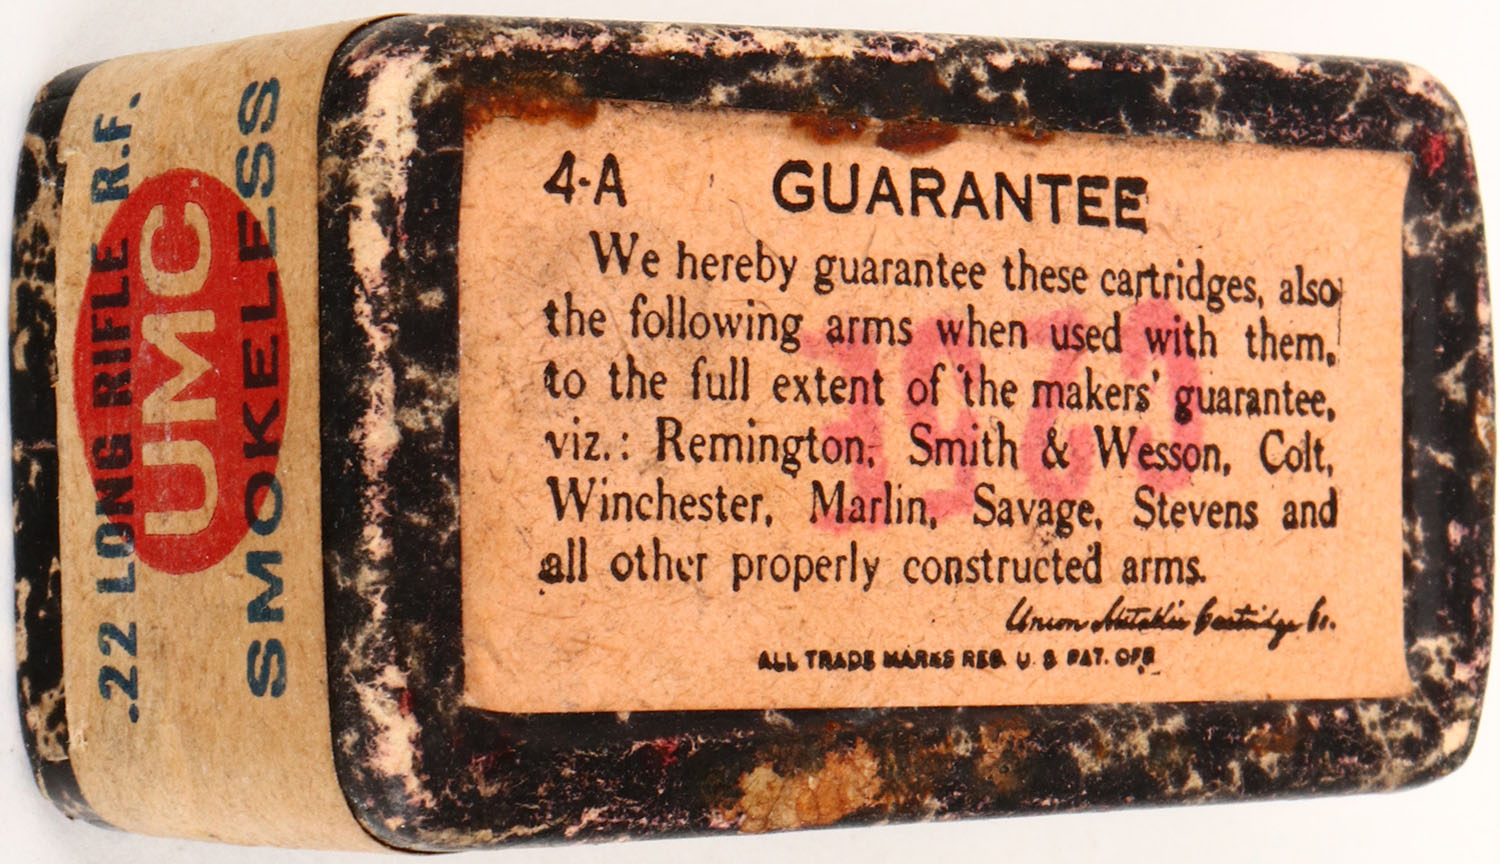 .22 LONG RIFLE R.F.
UMC
SMOKELESS
4-A GUARANTEE
We hereby guarantee these cartridges, also
the following arms when used with them,
to the full extent of the makers' guarantee,
viz.: Remington, Smith & Wesson, Colt,
Winchester, Marlin, Savage, Stevens and
all other properly constructed arms.
Union Metallic Cartridge Co.
ALL TRADE MARKS REG. U. S. PAT. OFF.